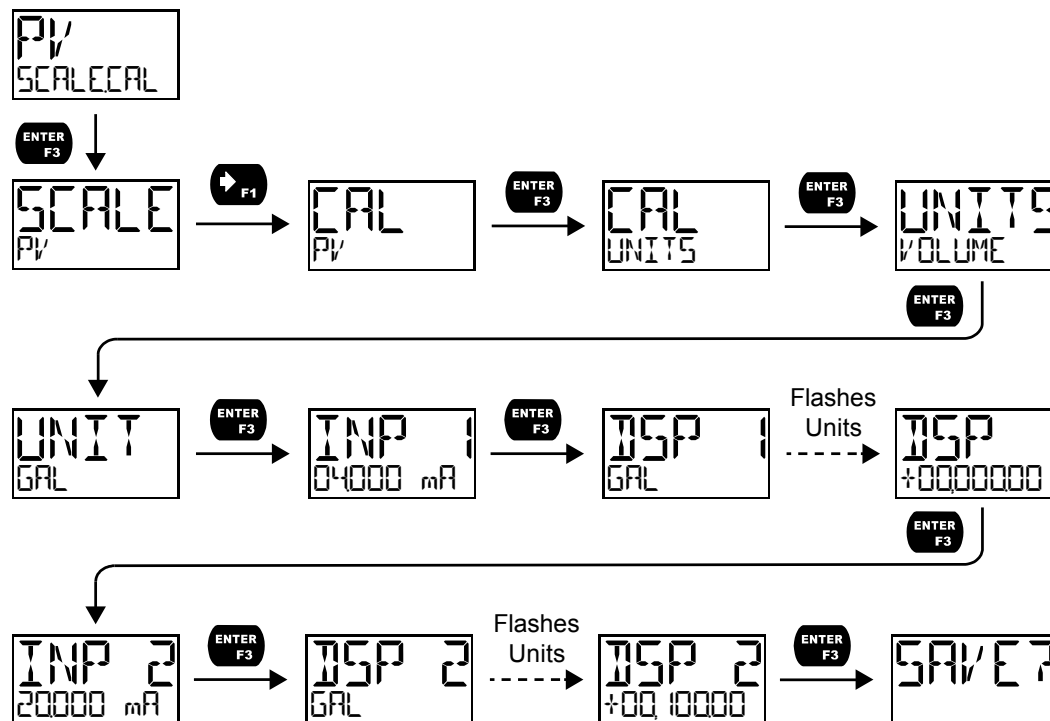 PV
SCALE.CAL
ENTER
F3
SCALE
PV
F1
CAL
PV
ENTER
F3
CAL
UNITS
ENTER
F3
UNITS
VOLUME
ENTER
F3
UNIT
GAL
ENTER
F3
INP 1
04.000 mA
ENTER
F3
DSP 1
GAL
Flashes
Units
DSP
+00,000.00
ENTER
F3
INP 2
20.000 mA
ENTER
F3
DSP 2
GAL
Flashes
Units
DSP 2
+00,100.00
ENTER
F3
SAVE?